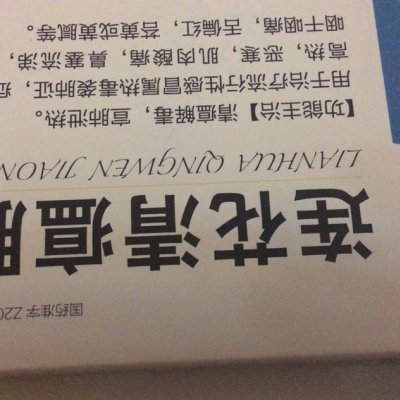 国药准字 Z20
连花清瘟胶
LIANHUA QINGWEN JIAON
【功能主治】清瘟解毒，宣肺泄热。
用于治疗流行性感冒属热毒袭肺证，症
高热，恶寒，肌肉酸痛，鼻塞流涕，
咽干咽痛，舌偏红，苔黄或黄腻等。